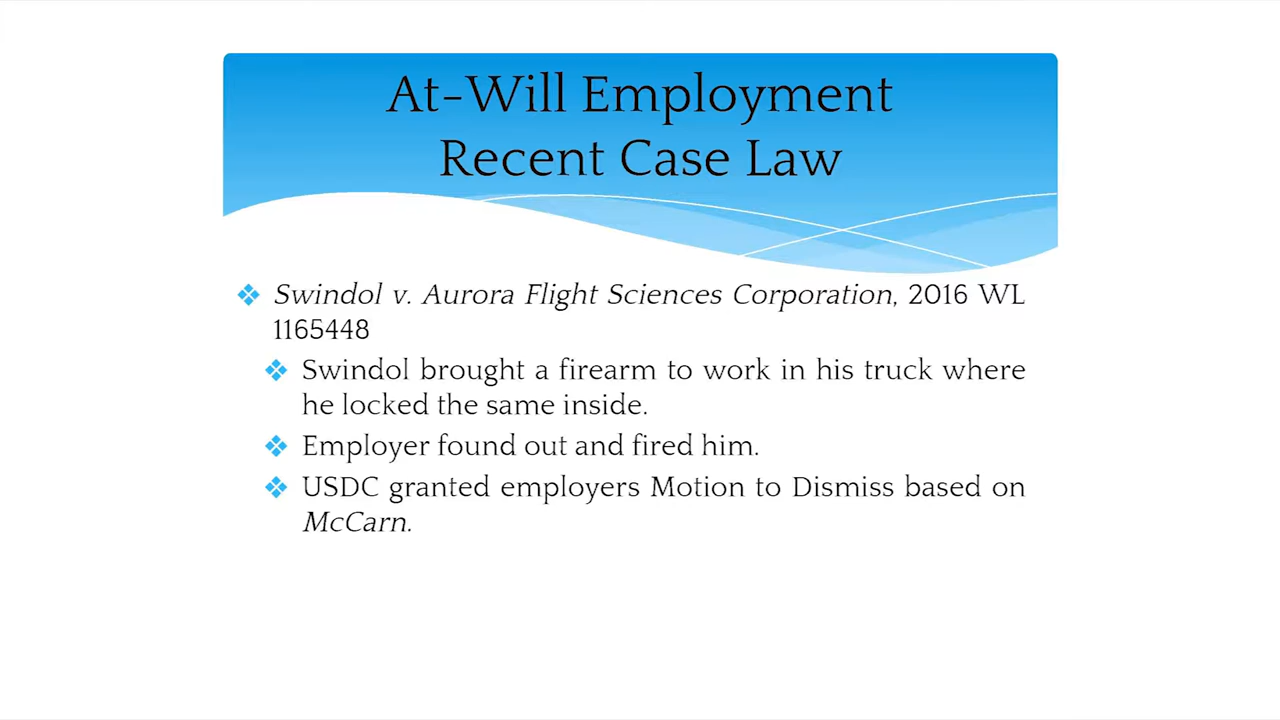 At-Will Employment
Recent Case Law
Swindol v. Aurora Flight Sciences Corporation, 2016 WL
1165448
Swindol brought a firearm to work in his truck where
he locked the same inside.
Employer found out and fired him.
USDC granted employers Motion to Dismiss based on
McCarn.